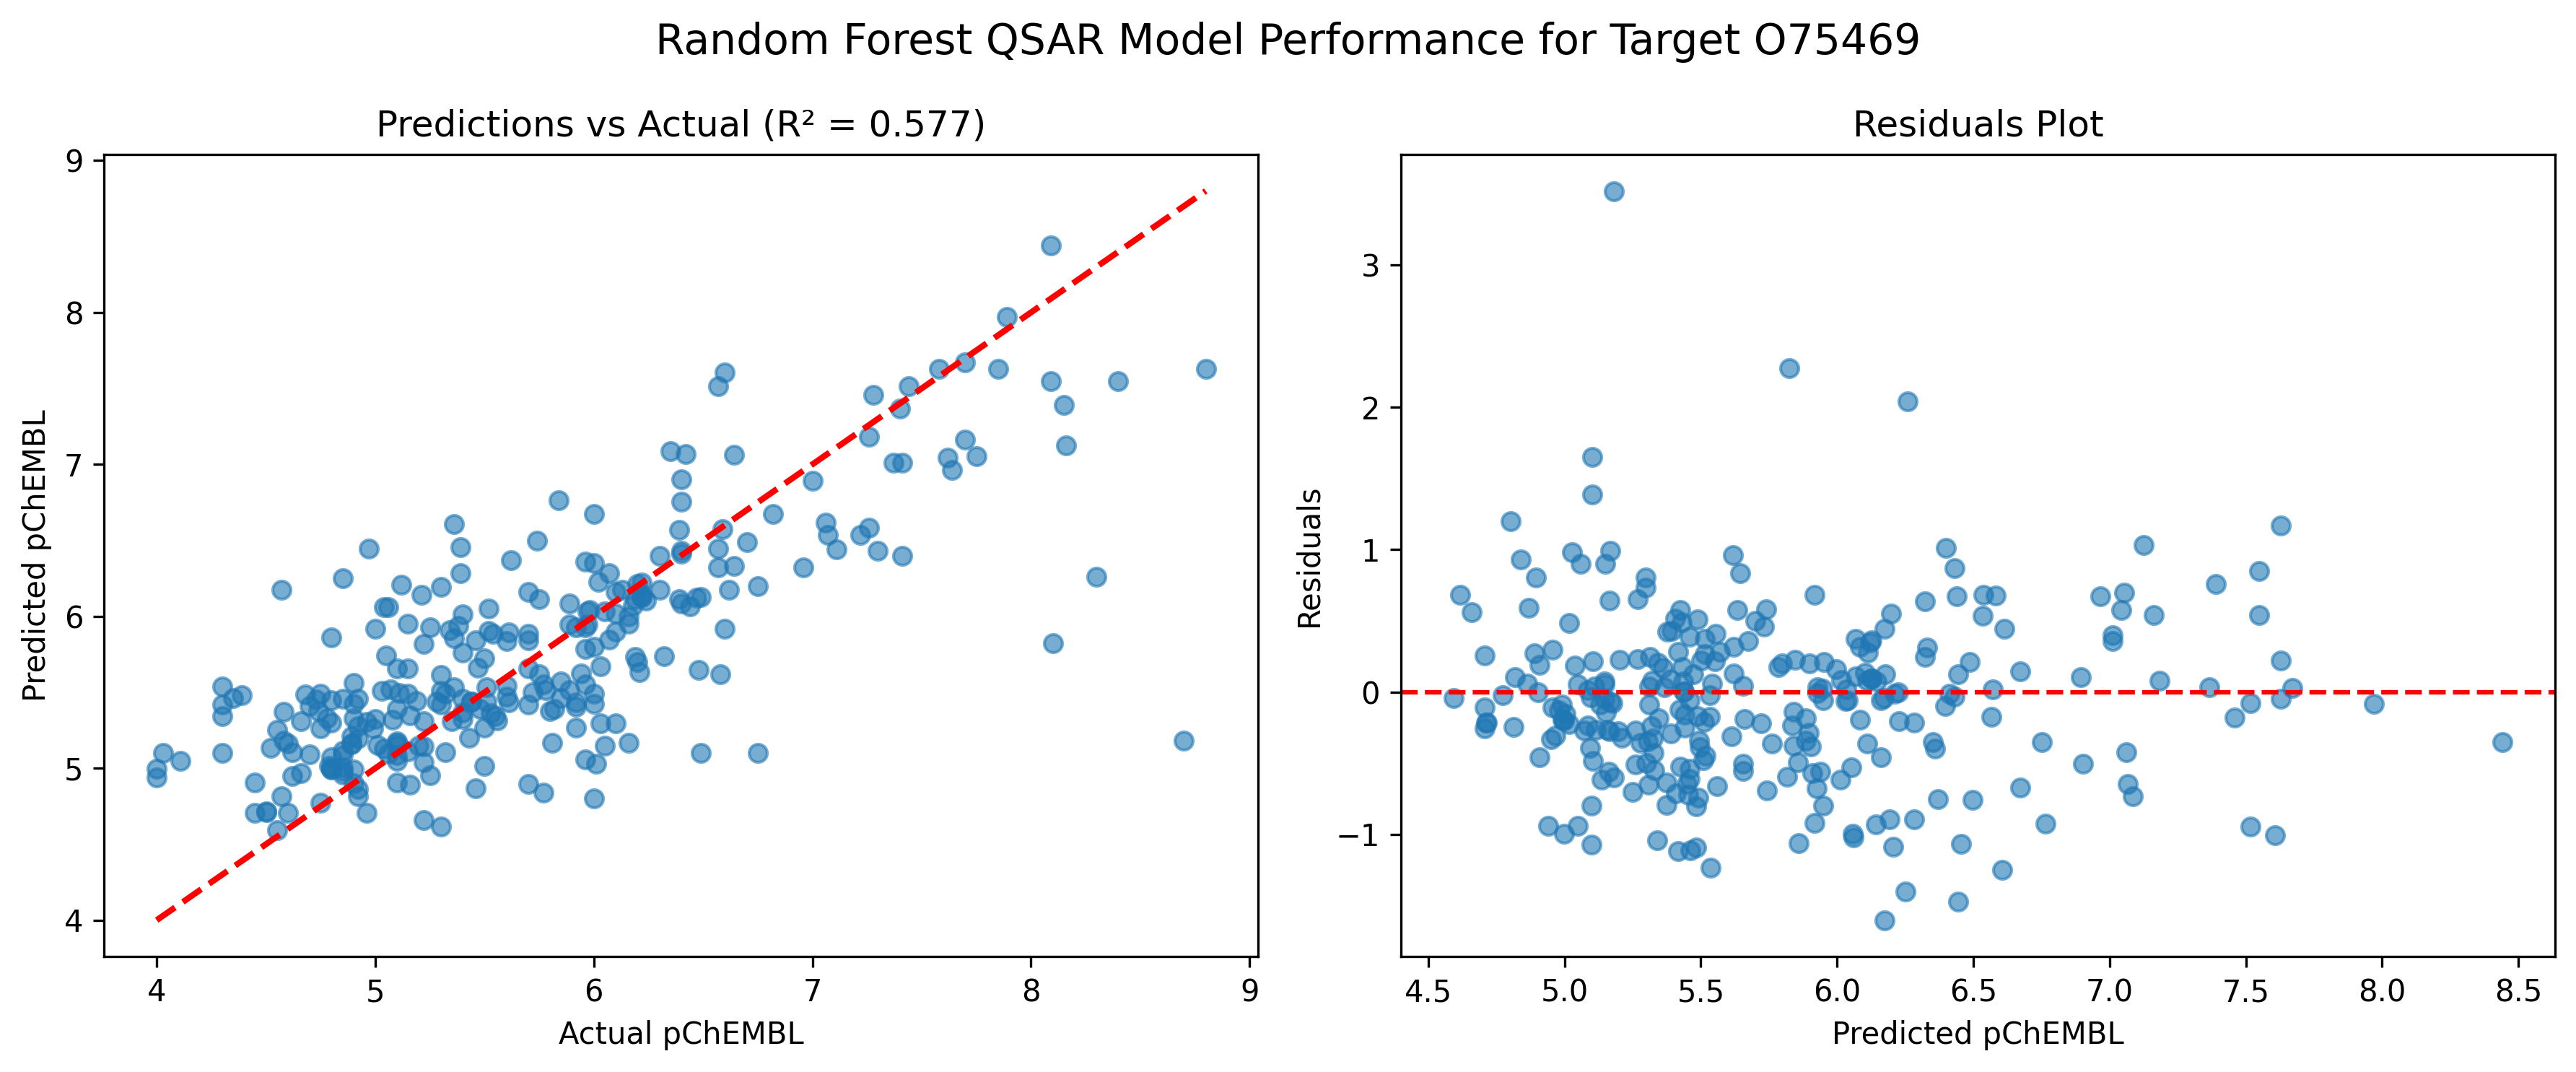 Random Forest QSAR Model Performance for Target O75469
Predictions vs Actual (R² = 0.577)
9
8
7
6
5
4
Predicted pChEMBL
4 5 6 7 8 9
Actual pChEMBL
Residuals Plot
3
2
1
0
−1
Residuals
4.5 5.0 5.5 6.0 6.5 7.0 7.5 8.0 8.5
Predicted pChEMBL